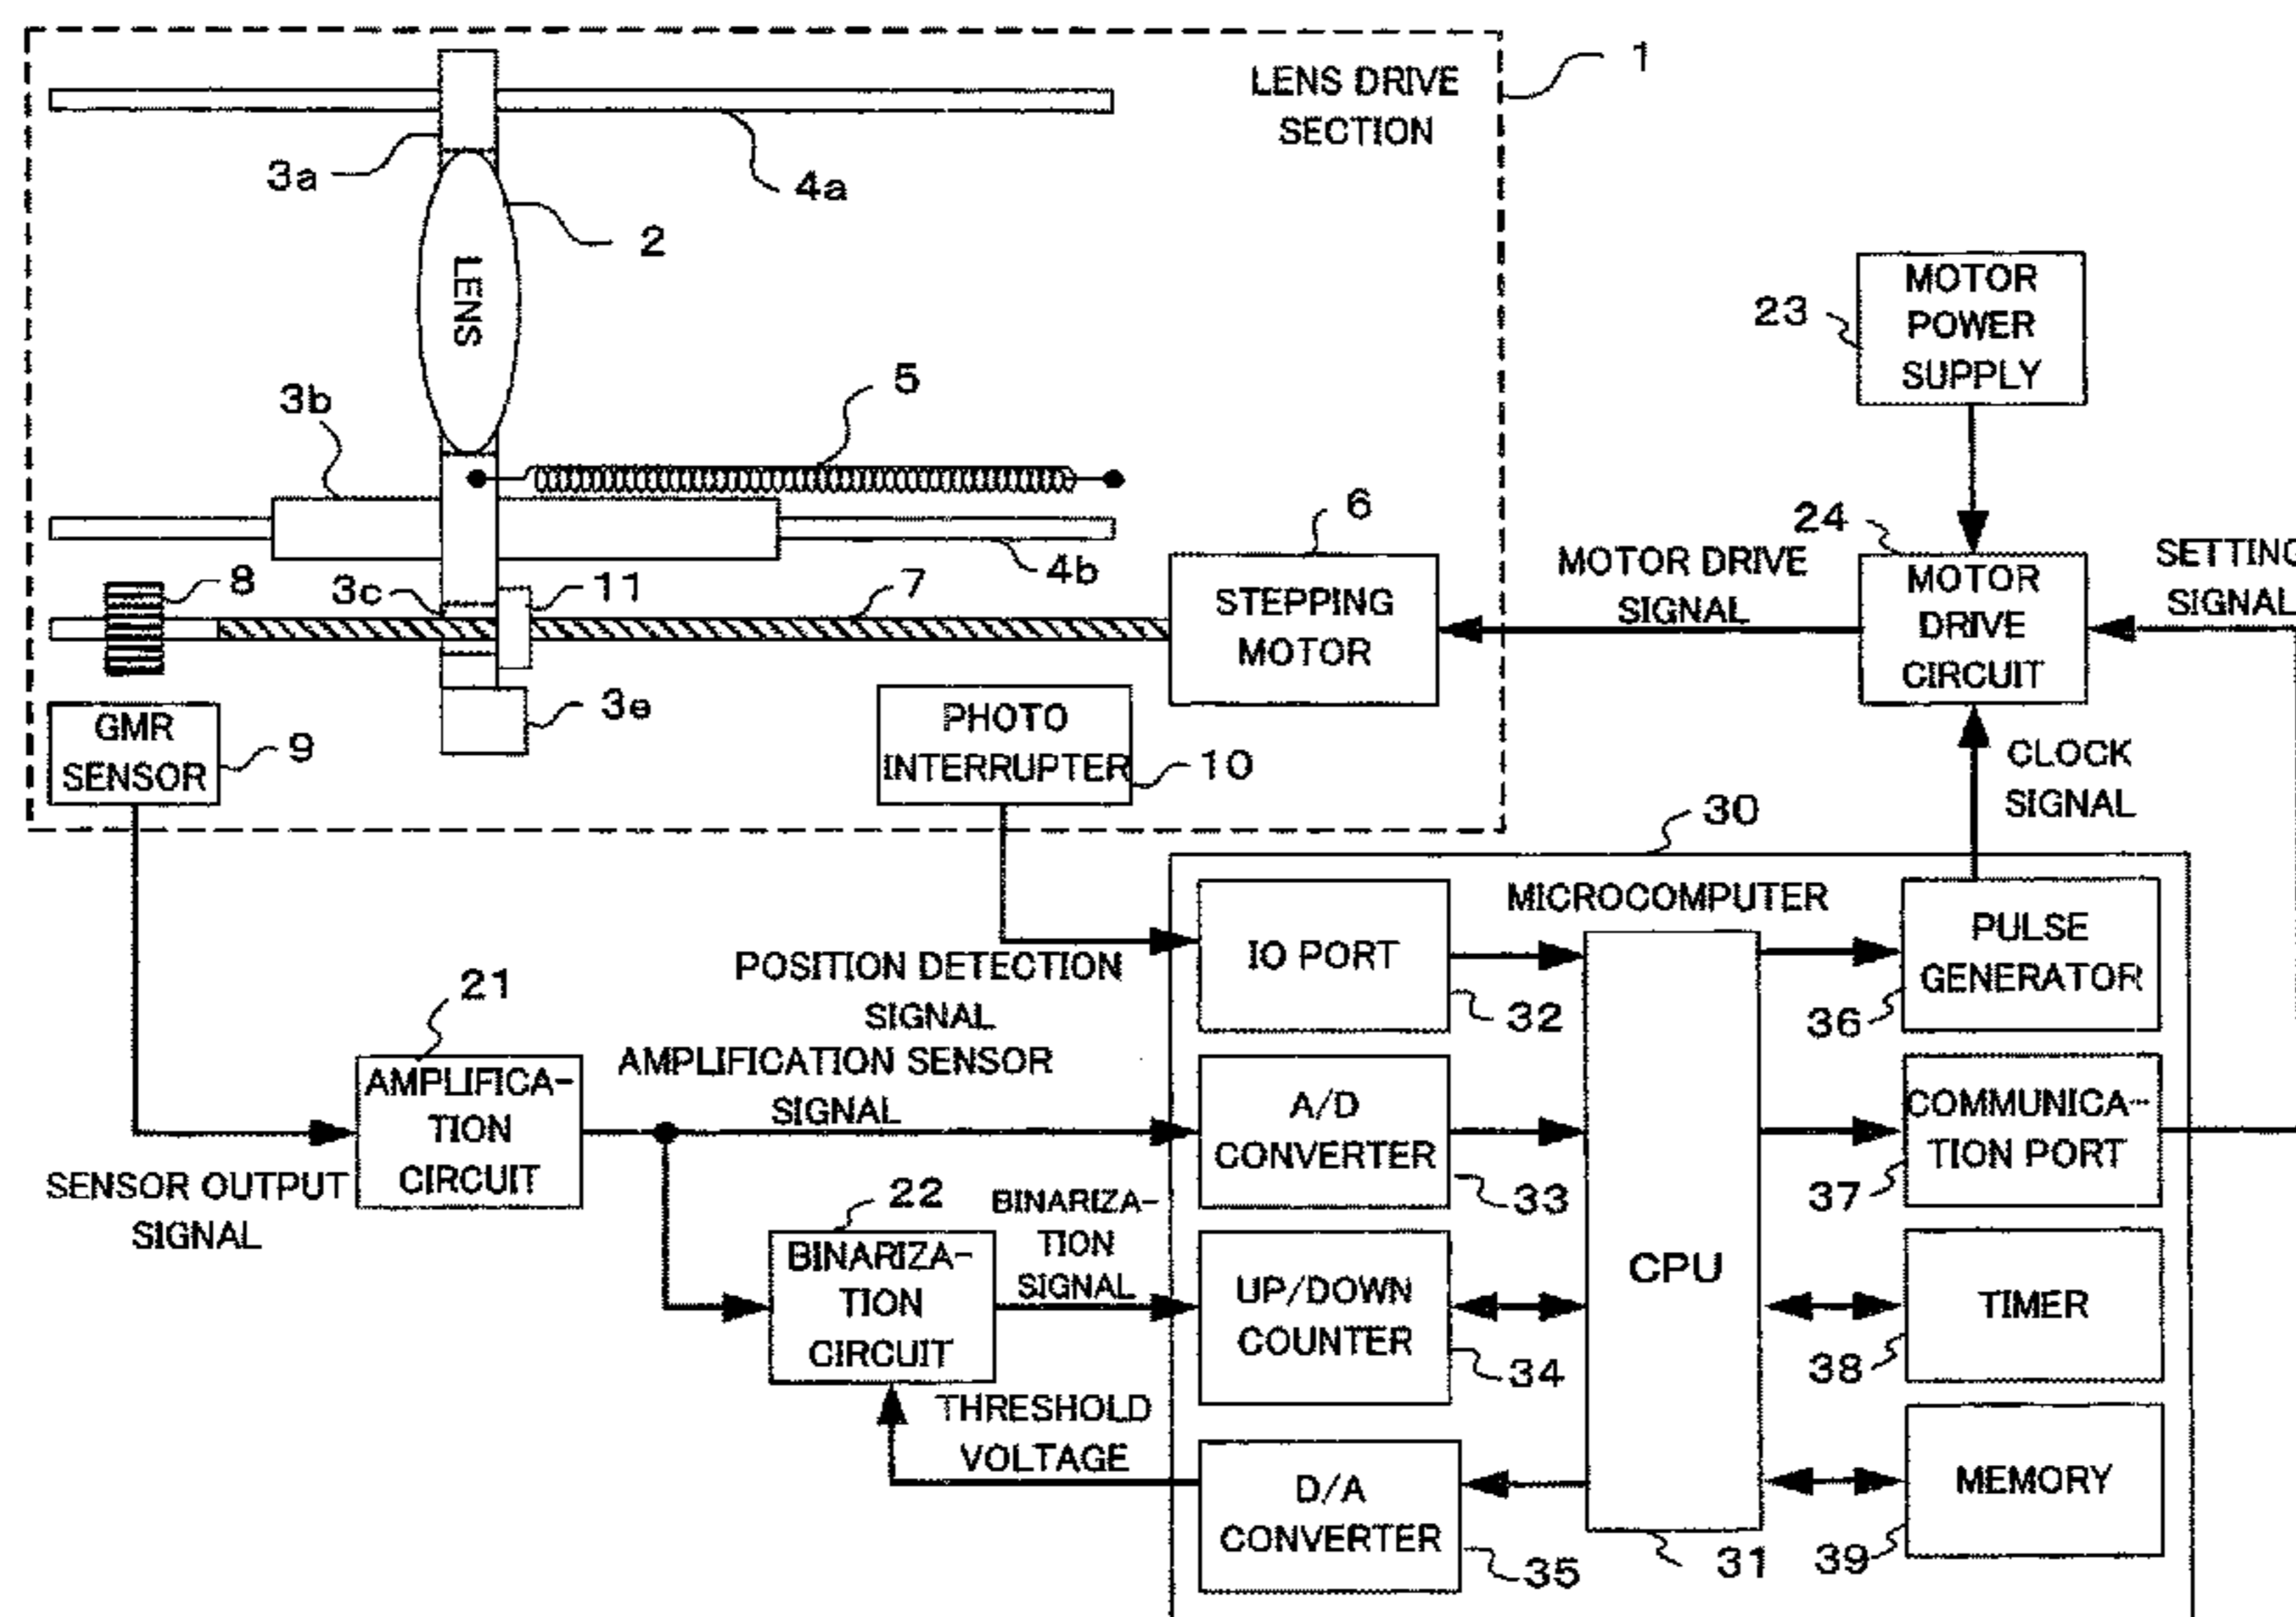 1
LENS DRIVE
SECTION
3a
4a
2
LENS
MOTOR
POWER
SUPPLY
23
5
3b
6
24
SETTING
SIGNAL
MOTOR DRIVE
SIGNAL
4b
8
3c
11
7
STEPPING
MOTOR
MOTOR
DRIVE
CIRCUIT
3e
GMR
SENSOR
9
PHOTO
INTERRUPTER
10
CLOCK
SIGNAL
30
MICROCOMPUTER
IO PORT
32
PULSE
GENERATOR
36
POSITION DETECTION
SIGNAL
21
AMPLIFICATION SENSOR
SIGNAL
AMPLIFICA-
TION
CIRCUIT
A/D
CONVERTER
33
COMMUNICA-
TION PORT
37
SENSOR OUTPUT
SIGNAL
22
BINARIZA-
TION
SIGNAL
BINARIZA-
TION
CIRCUIT
UP/DOWN
COUNTER
34
CPU
TIMER
38
THRESHOLD
VOLTAGE
D/A
CONVERTER
35
31
MEMORY
39